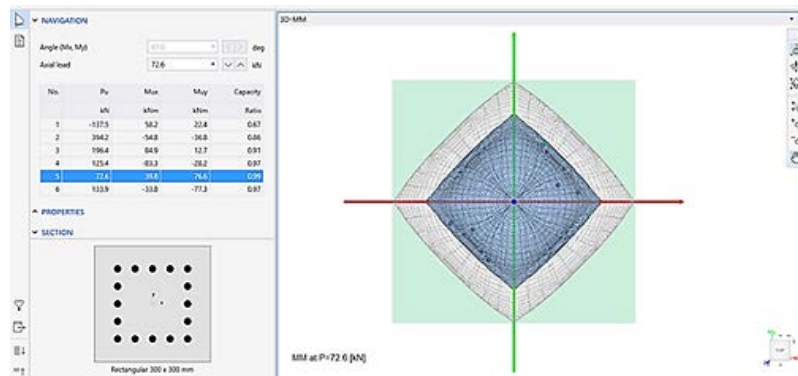 NAVIGATION
Angle (Mx, My) deg
Axial load 72.6 kN
No. Pu Mux Muy Capacity
kN kNm kNm Ratio
1 -137.5 58.2 22.4 0.67
2 394.2 -54.8 -36.8 0.86
3 196.4 84.9 12.7 0.91
4 125.4 -83.3 -28.2 0.97
5 72.6 39.8 76.6 0.99
6 133.9 -33.8 -77.3 0.97
PROPERTIES
SECTION
Rectangular 300 x 300 mm
3D-MM
MM at P=72.6 [kN]